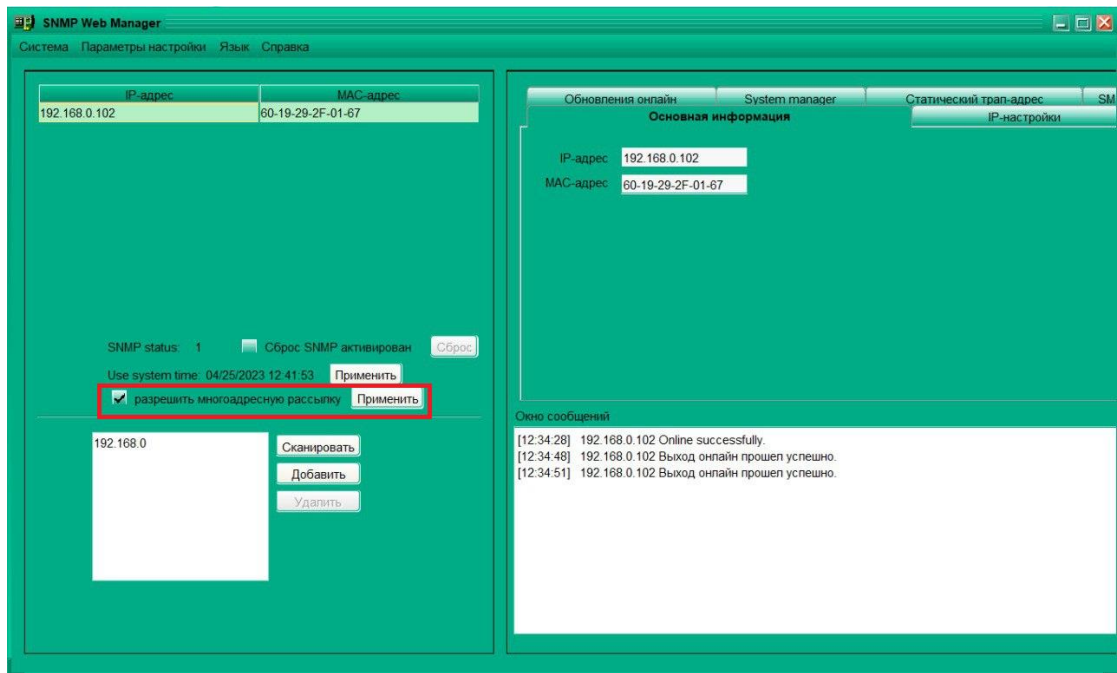 SNMP Web Manager
Система Параметры настройки Язык Справка
IP-адрес MAC-адрес
192.168.0.102 60-19-29-2F-01-67
SNMP status: 1 Сброс SNMP активирован Сброс
Use system time: 04/25/2023 12:41:53 Применить
разрешить многоадресную рассылку Применить
192.168.0
Сканировать
Добавить
Удалить
Обновления онлайн System manager Статический трап-адрес SM
Основная информация IP-настройки
IP-адрес 192.168.0.102
MAC-адрес 60-19-29-2F-01-67
Окно сообщений
[12:34:28] 192.168.0.102 Online successfully.
[12:34:48] 192.168.0.102 Выход онлайн прошел успешно.
[12:34:51] 192.168.0.102 Выход онлайн прошел успешно.